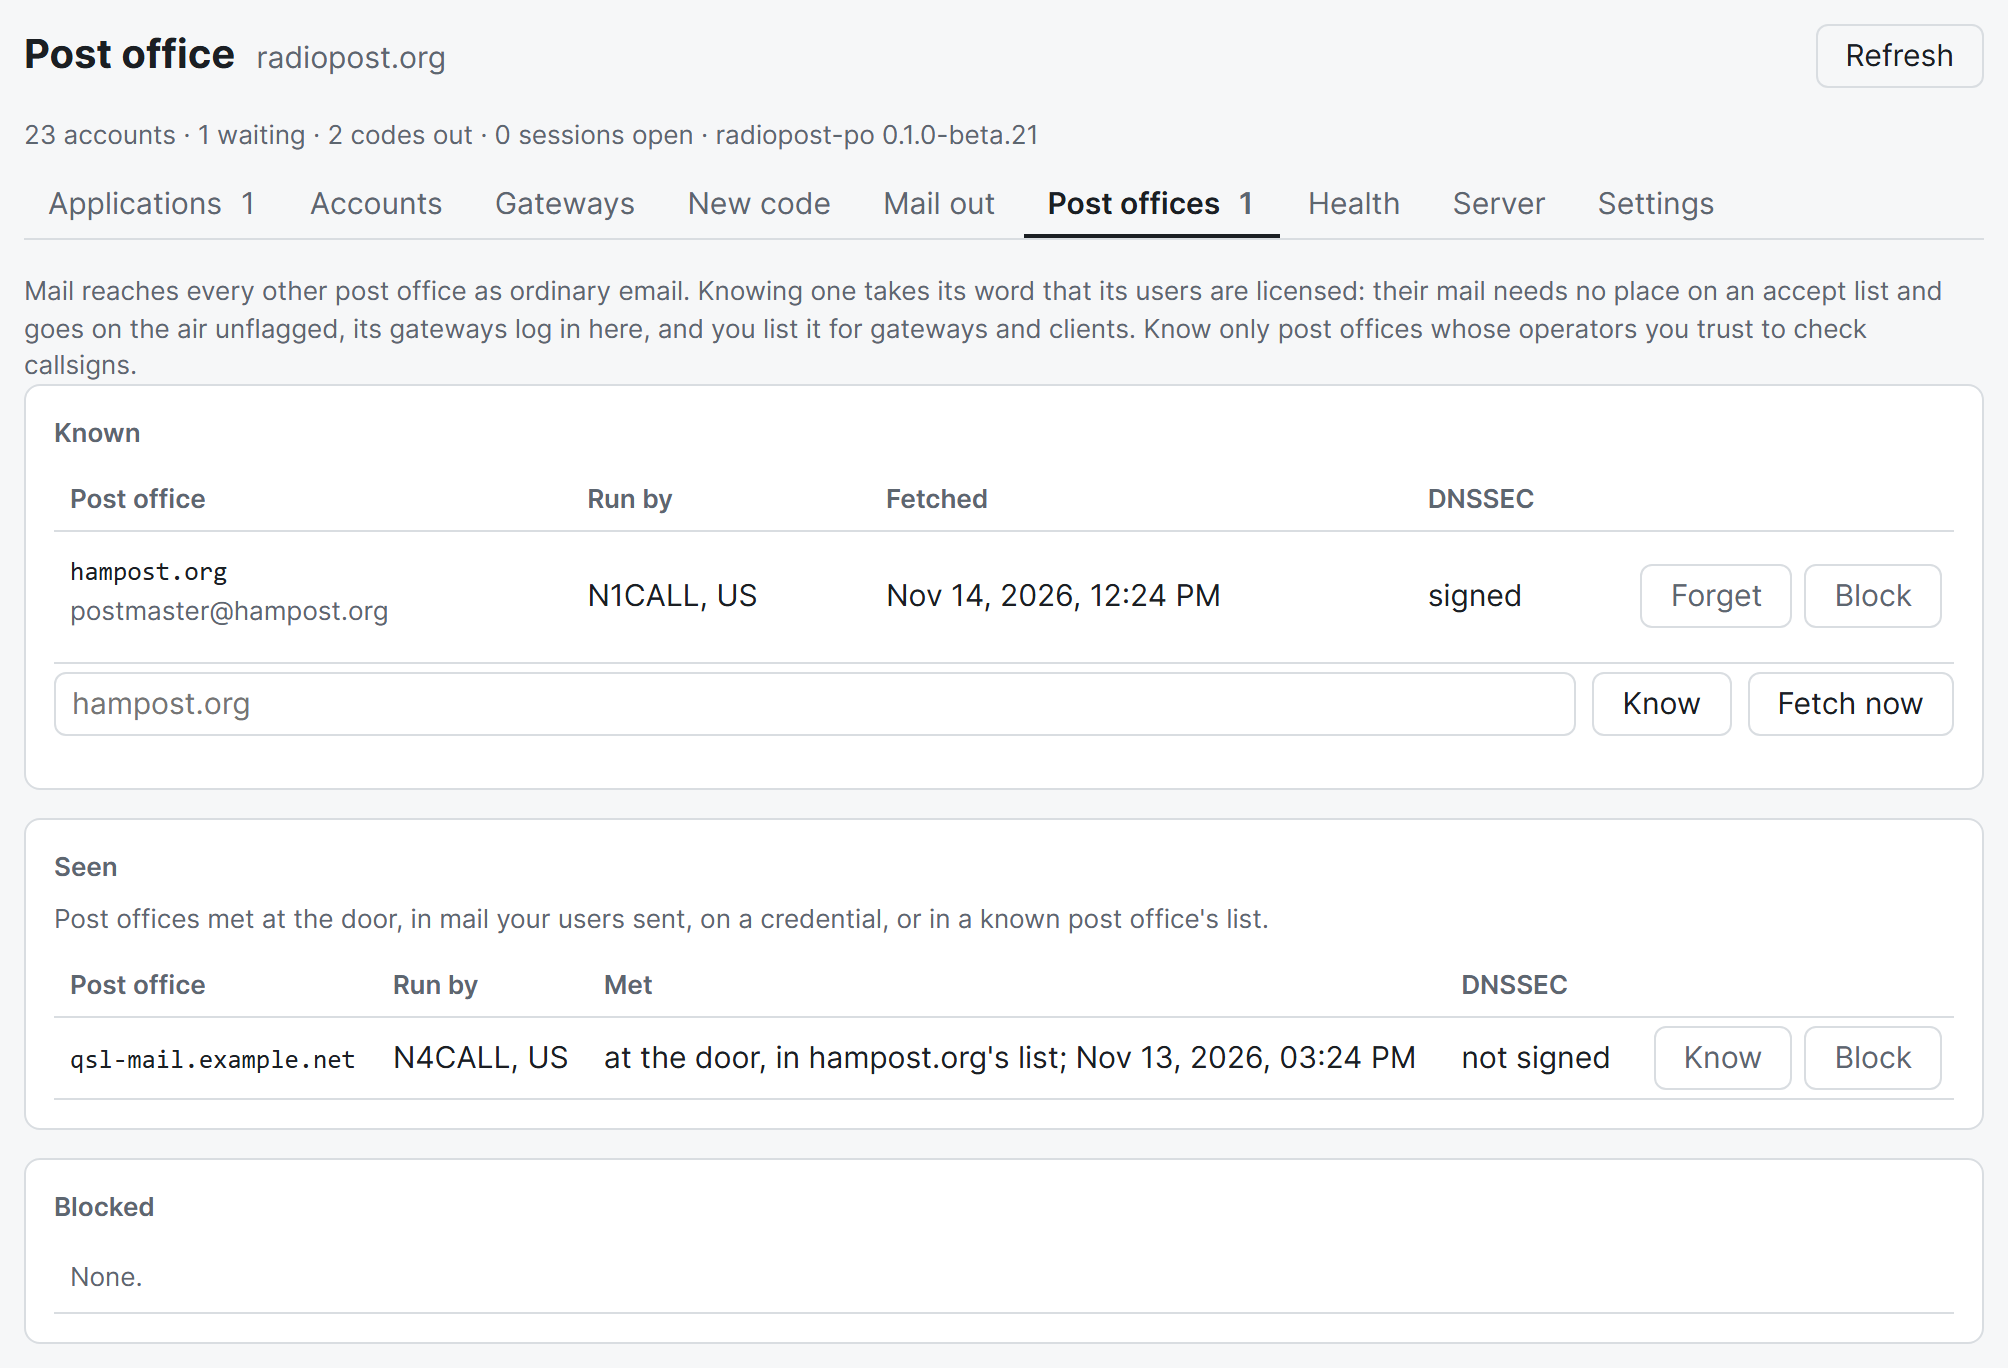 Post office radiopost.org
Refresh
23 accounts · 1 waiting · 2 codes out · 0 sessions open · radiopost-po 0.1.0-beta.21
Applications 1 Accounts Gateways New code Mail out Post offices 1 Health Server Settings
Mail reaches every other post office as ordinary email. Knowing one takes its word that its users are licensed: their mail needs no place on an accept list and
goes on the air unflagged, its gateways log in here, and you list it for gateways and clients. Know only post offices whose operators you trust to check
callsigns.
Known
Post office Run by Fetched DNSSEC
hampost.org
postmaster@hampost.org
N1CALL, US Nov 14, 2026, 12:24 PM signed Forget Block
hampost.org Know Fetch now
Seen
Post offices met at the door, in mail your users sent, on a credential, or in a known post office's list.
Post office Run by Met DNSSEC
qsl-mail.example.net N4CALL, US at the door, in hampost.org's list; Nov 13, 2026, 03:24 PM not signed Know Block
Blocked
None.